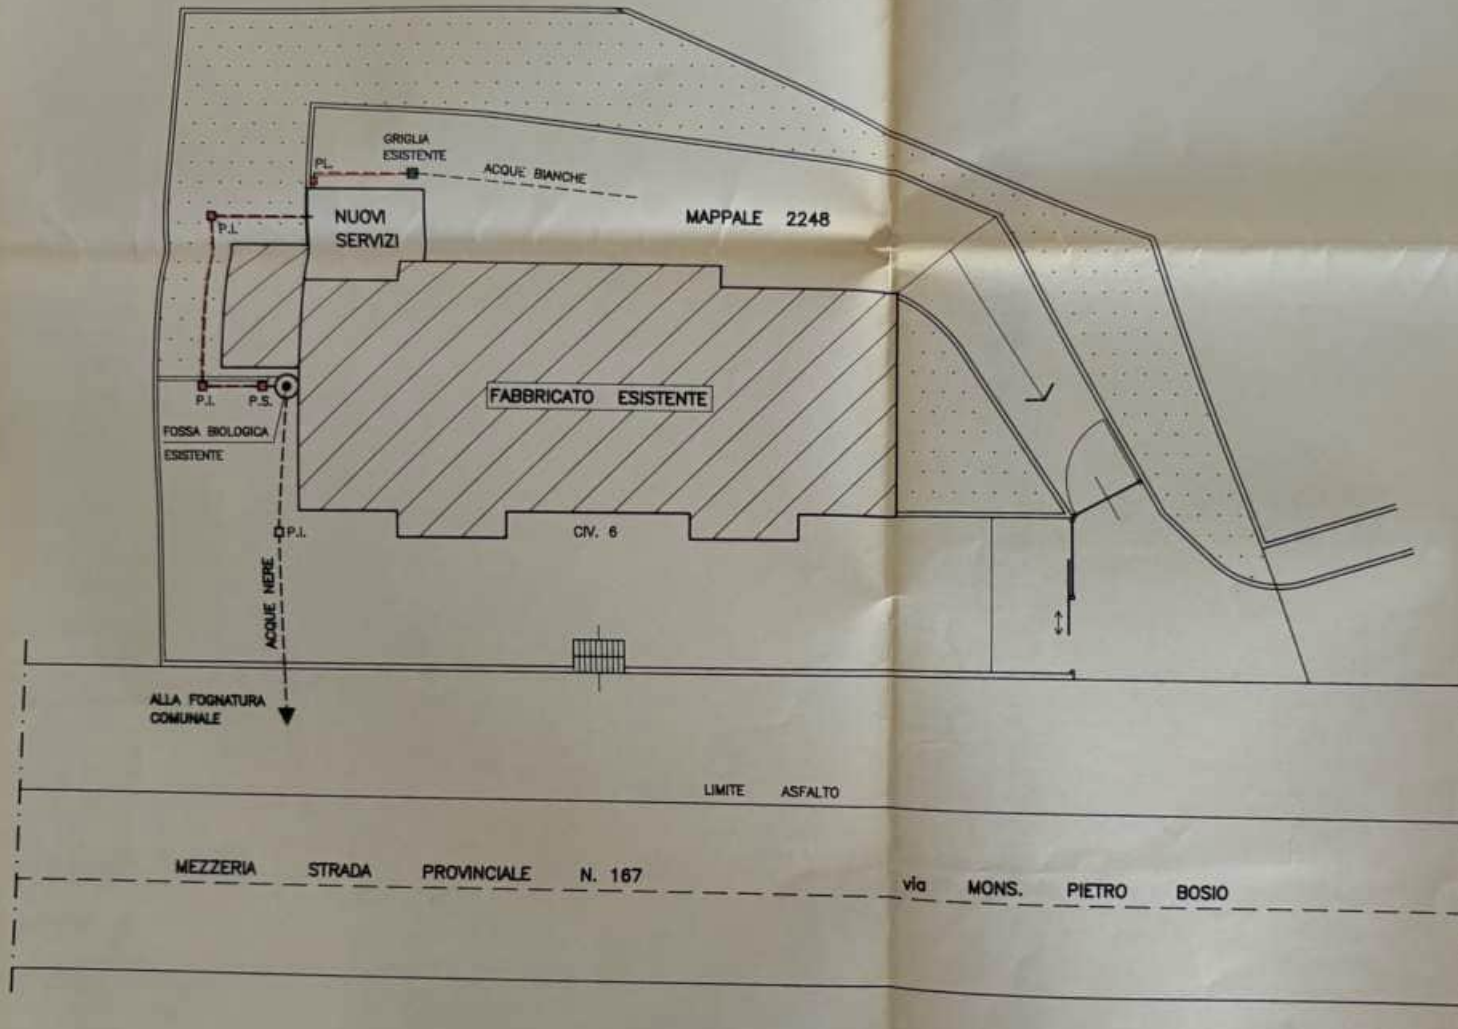 GRIGLIA
ESISTENTE
PL.
ACQUE BIANCHE
NUOVI
SERVIZI
MAPPALE 2248
P.I.
FABBRICATO ESISTENTE
P.I.
P.S.
FOSSA BIOLOGICA
ESISTENTE
P.I.
CIV. 6
ACQUE NERE
ALLA FOGNATURA
COMUNALE
LIMITE ASFALTO
MEZZERIA STRADA PROVINCIALE N. 167
via MONS. PIETRO BOSIO